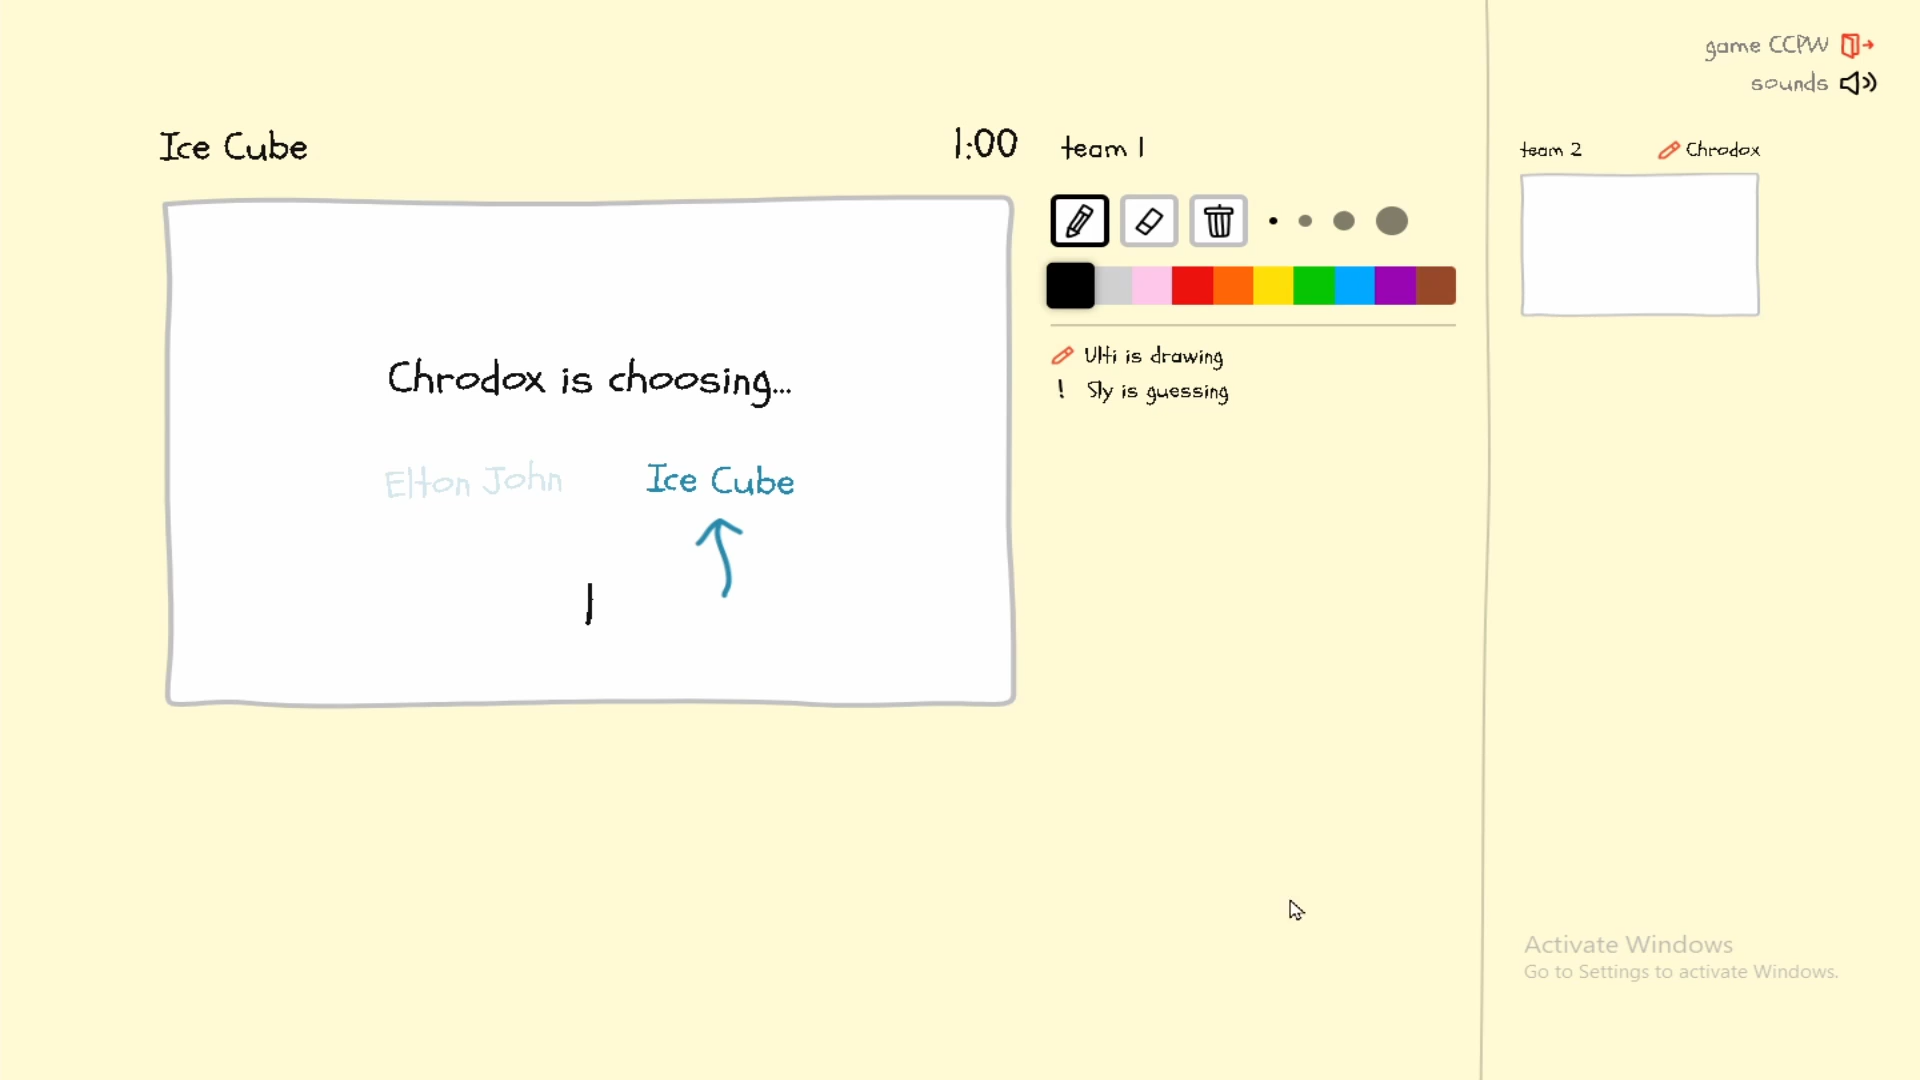 game CCPW
sounds
Ice Cube
1:00
team 1
team 2
Chrodox
Chrodox is choosing...
Elton John
Ice Cube
1
Ulti is drawing
! Sly is guessing
Activate Windows
Go to Settings to activate Windows.